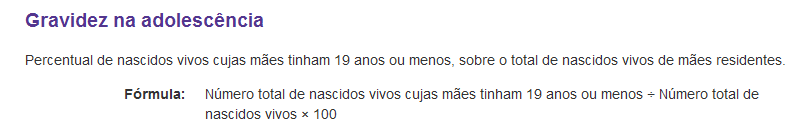 Gravidez na adolescência
Percentual de nascidos vivos cujas mães tinham 19 anos ou menos, sobre o total de nascidos vivos de mães residentes.
Fórmula: Número total de nascidos vivos cujas mães tinham 19 anos ou menos ÷ Número total de
nascidos vivos × 100